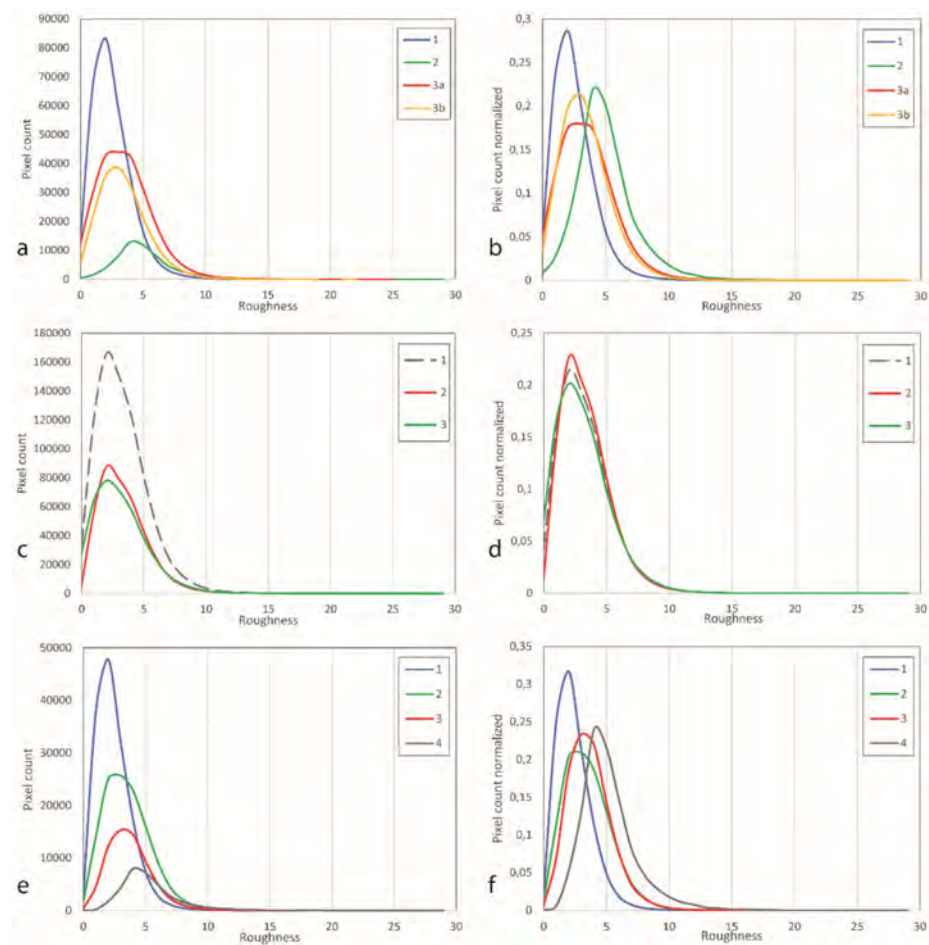 90000
80000
70000
60000
50000
40000
30000
20000
10000
0
Pixel count
a
0 5 10 15 20 25 30
Roughness
1
2
3a
3b
0,3
0,25
0,2
0,15
0,1
0,05
0
Pixel count normalized
b
0 5 10 15 20 25 30
Roughness
1
2
3a
3b
180000
160000
140000
120000
100000
80000
60000
40000
20000
0
Pixel count
c
0 5 10 15 20 25 30
Roughness
1
2
3
0,25
0,2
0,15
0,1
0,05
0
Pixel count normalized
d
0 5 10 15 20 25 30
Roughness
1
2
3
50000
40000
30000
20000
10000
0
Pixel count
e
0 5 10 15 20 25 30
Roughness
1
2
3
4
0,35
0,3
0,25
0,2
0,15
0,1
0,05
0
Pixel count normalized
f
0 5 10 15 20 25 30
Roughness
1
2
3
4